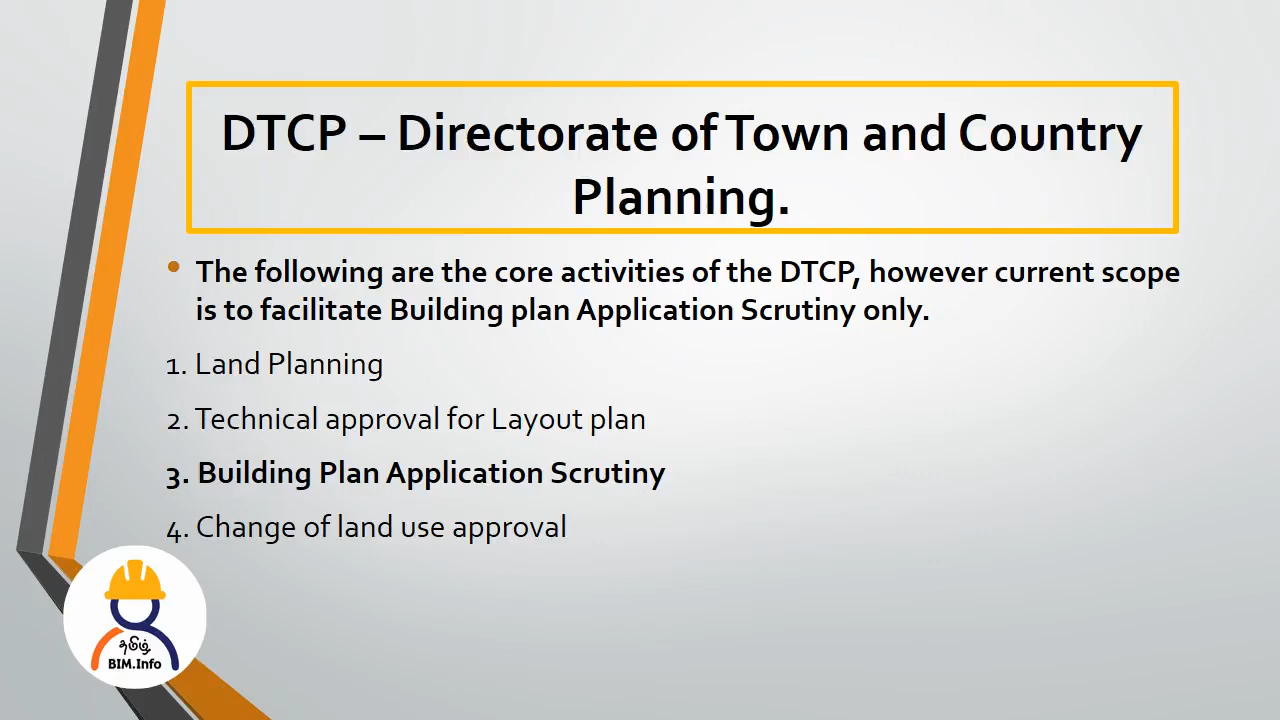 DTCP – Directorate of Town and Country
Planning.
• The following are the core activities of the DTCP, however current scope
is to facilitate Building plan Application Scrutiny only.
1. Land Planning
2. Technical approval for Layout plan
3. Building Plan Application Scrutiny
4. Change of land use approval
தமிழ்
BIM.Info